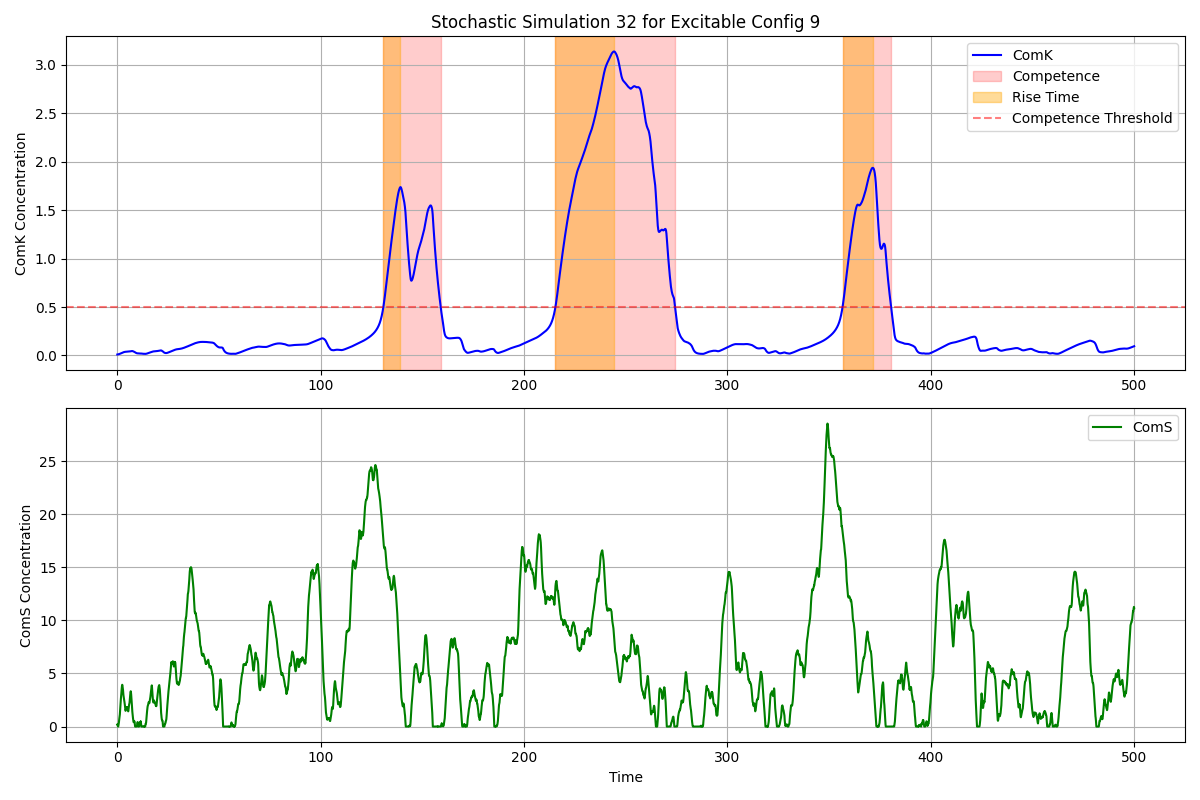 Stochastic Simulation 32 for Excitable Config 9
ComK Concentration
3.0
2.5
2.0
1.5
1.0
0.5
0.0
ComK
Competence
Rise Time
Competence Threshold
0 100 200 300 400 500
ComS Concentration
25
20
15
10
5
0
ComS
0 100 200 300 400 500
Time